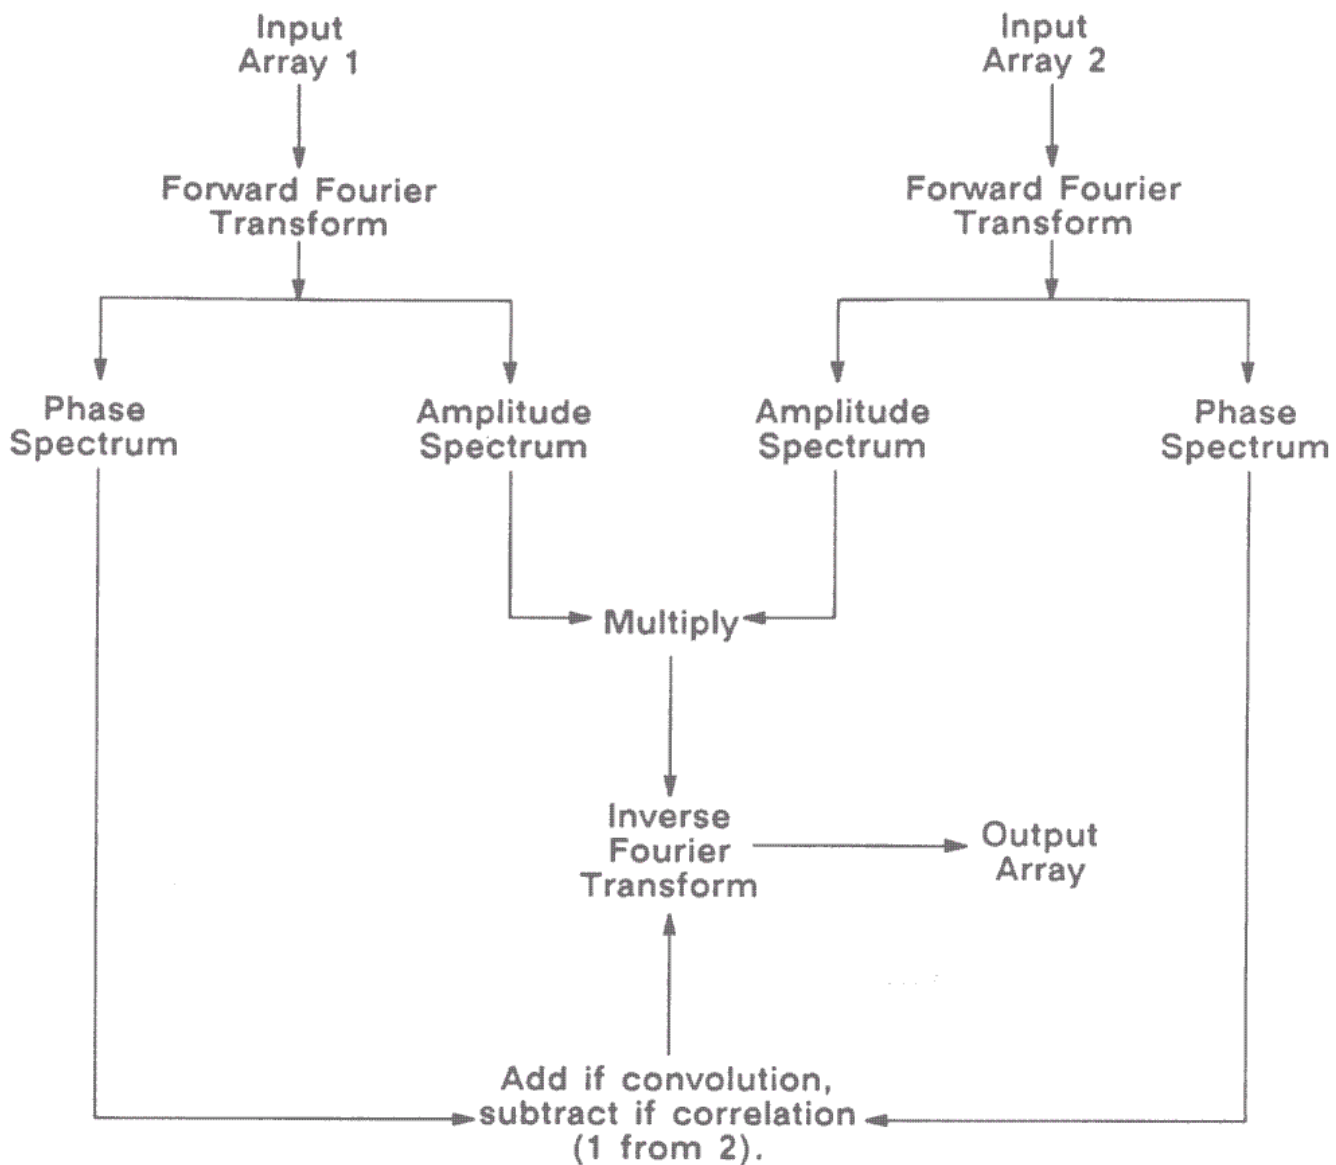 Input
Array 1
Input
Array 2
Forward Fourier
Transform
Forward Fourier
Transform
Phase
Spectrum
Amplitude
Spectrum
Amplitude
Spectrum
Phase
Spectrum
Multiply
Inverse
Fourier
Transform
Output
Array
Add if convolution,
subtract if correlation
(1 from 2).